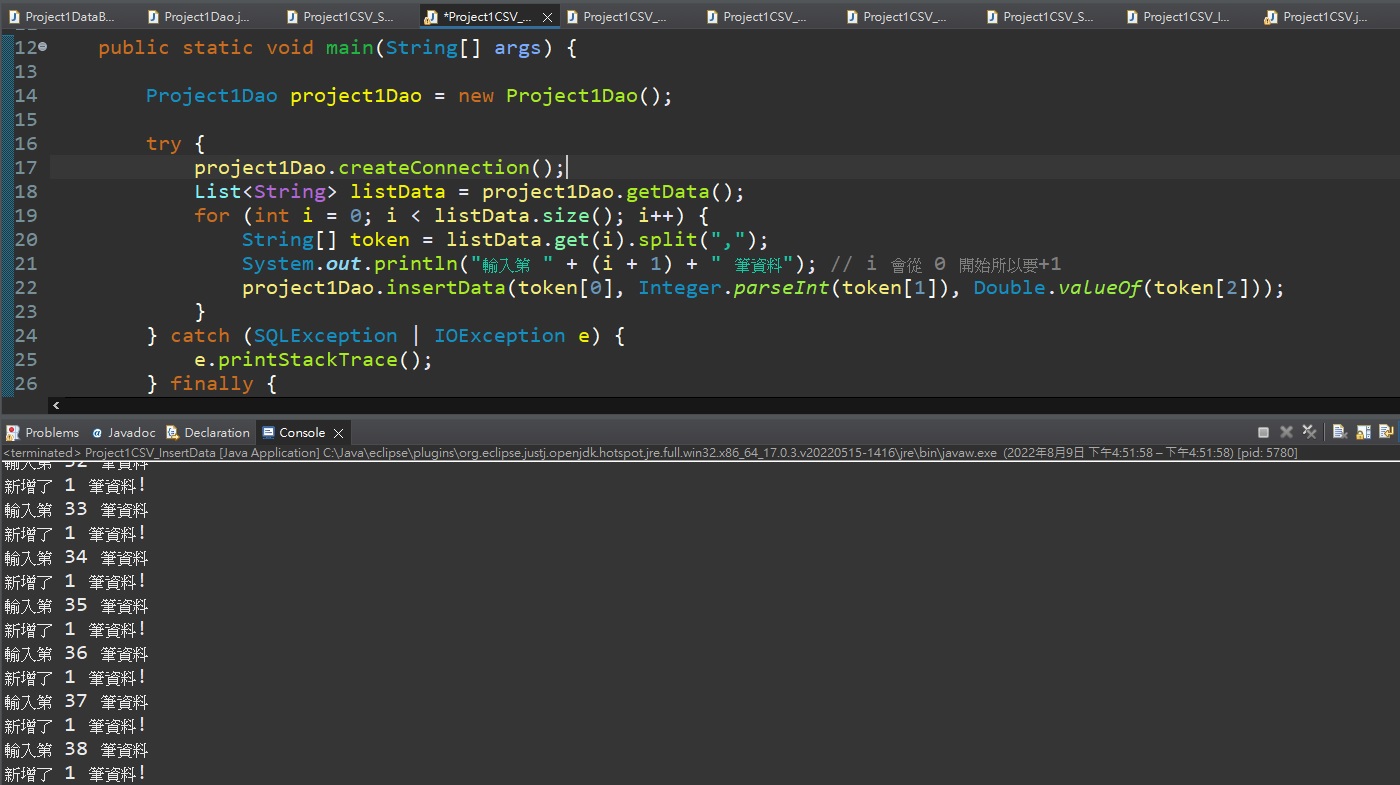 Project1DataB... Project1Dao.j... Project1CSV_S... *Project1CSV_... Project1CSV_... Project1CSV_... Project1CSV_... Project1CSV_S... Project1CSV_I... Project1CSV.j...
12 public static void main(String[] args) {
13
14 Project1Dao project1Dao = new Project1Dao();
15
16 try {
17 project1Dao.createConnection();
18 List<String> listData = project1Dao.getData();
19 for (int i = 0; i < listData.size(); i++) {
20 String[] token = listData.get(i).split(",");
21 System.out.println("輸入第 " + (i + 1) + " 筆資料"); // i 會從 0 開始所以要+1
22 project1Dao.insertData(token[0], Integer.parseInt(token[1]), Double.valueOf(token[2]));
23 }
24 } catch (SQLException | IOException e) {
25 e.printStackTrace();
26 } finally {
Problems Javadoc Declaration Console
<terminated> Project1CSV_InsertData [Java Application] C:\Java\eclipse\plugins\org.eclipse.justj.openjdk.hotspot.jre.full.win32.x86_64_17.0.3.v20220515-1416\jre\bin\javaw.exe (2022年8月9日 下午4:51:58 – 下午4:51:58) [pid: 5780]
輸入第 32 筆資料
新增了 1 筆資料!
輸入第 33 筆資料
新增了 1 筆資料!
輸入第 34 筆資料
新增了 1 筆資料!
輸入第 35 筆資料
新增了 1 筆資料!
輸入第 36 筆資料
新增了 1 筆資料!
輸入第 37 筆資料
新增了 1 筆資料!
輸入第 38 筆資料
新增了 1 筆資料!